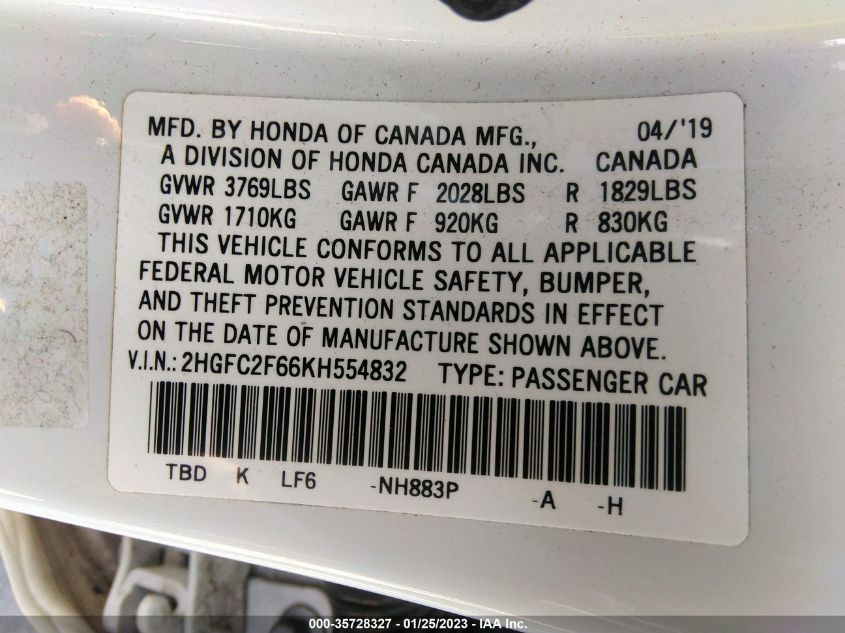 MFD. BY HONDA OF CANADA MFG., 04/'19
A DIVISION OF HONDA CANADA INC. CANADA
GVWR 3769LBS GAWR F 2028LBS R 1829LBS
GVWR 1710KG GAWR F 920KG R 830KG
THIS VEHICLE CONFORMS TO ALL APPLICABLE
FEDERAL MOTOR VEHICLE SAFETY, BUMPER,
AND THEFT PREVENTION STANDARDS IN EFFECT
ON THE DATE OF MANUFACTURE SHOWN ABOVE.
V.I.N.: 2HGFC2F66KH554832 TYPE: PASSENGER CAR
TBD K LF6 -NH883P -A -H
000-35728327 - 01/25/2023 - IAA Inc.